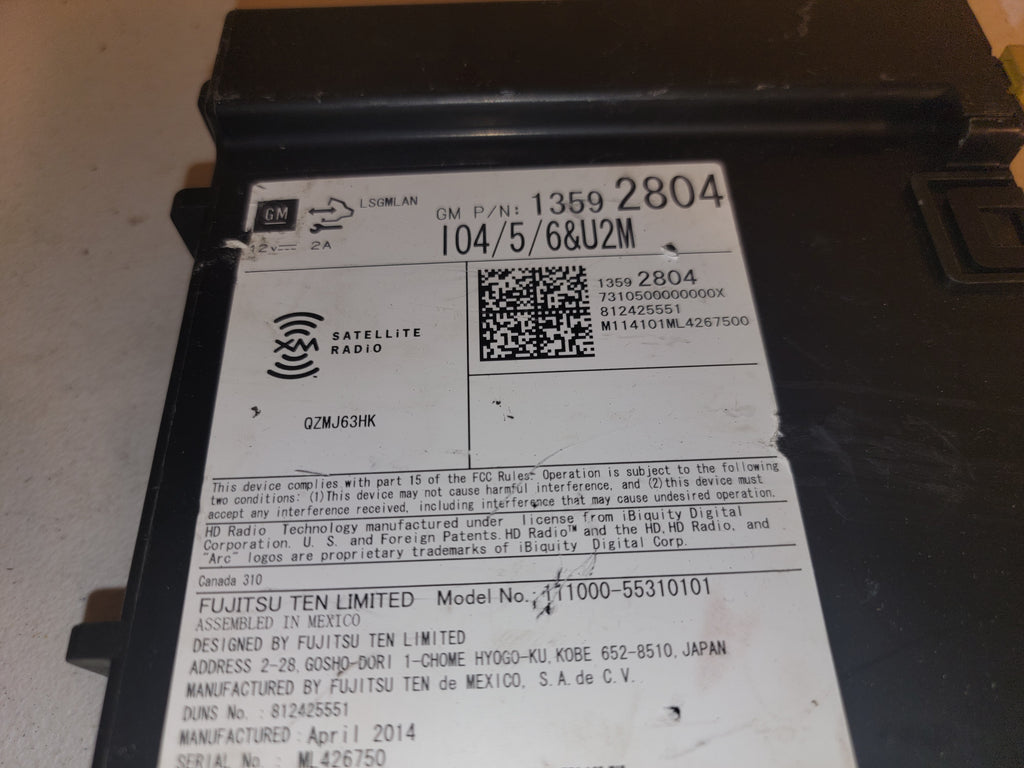 GM
LSGMLAN
GM P/N: 1359 2804
12V 2A
IO4/5/6&U2M
1359 2804
7310500000000X
812425551
M114101ML4267500
XM SATELLiTE
RADiO
QZMJ63HK
This device complies with part 15 of the FCC Rules. Operation is subject to the following
two conditions: (1)This device may not cause harmful interference, and (2)this device must
accept any interference received, including interference that may cause undesired operation.
HD Radio Technology manufactured under license from iBiquity Digital
Corporation. U. S. and Foreign Patents. HD Radio™ and the HD, HD Radio, and
"Arc" logos are proprietary trademarks of iBiquity Digital Corp.
Canada 310
FUJITSU TEN LIMITED Model No.: 111000-55310101
ASSEMBLED IN MEXICO
DESIGNED BY FUJITSU TEN LIMITED
ADDRESS 2-28, GOSHO-DORI 1-CHOME HYOGO-KU, KOBE 652-8510, JAPAN
MANUFACTURED BY FUJITSU TEN de MEXICO, S.A. de C.V.
DUNS No. : 812425551
MANUFACTURED : April 2014
SERIAL No. : ML426750